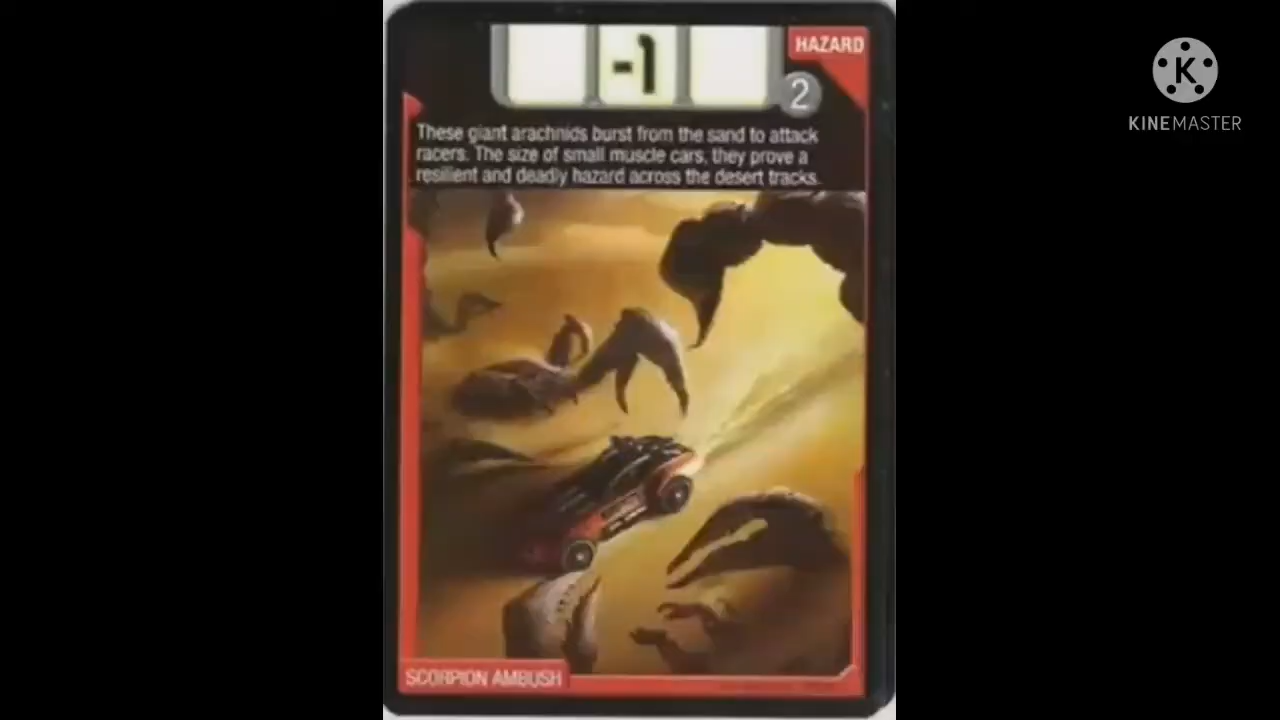 -1
HAZARD
2
These giant arachnids burst from the sand to attack
racers. The size of small muscle cars, they prove a
resilient and deadly hazard across the desert tracks.
SCORPION AMBUSH
K
KINEMASTER